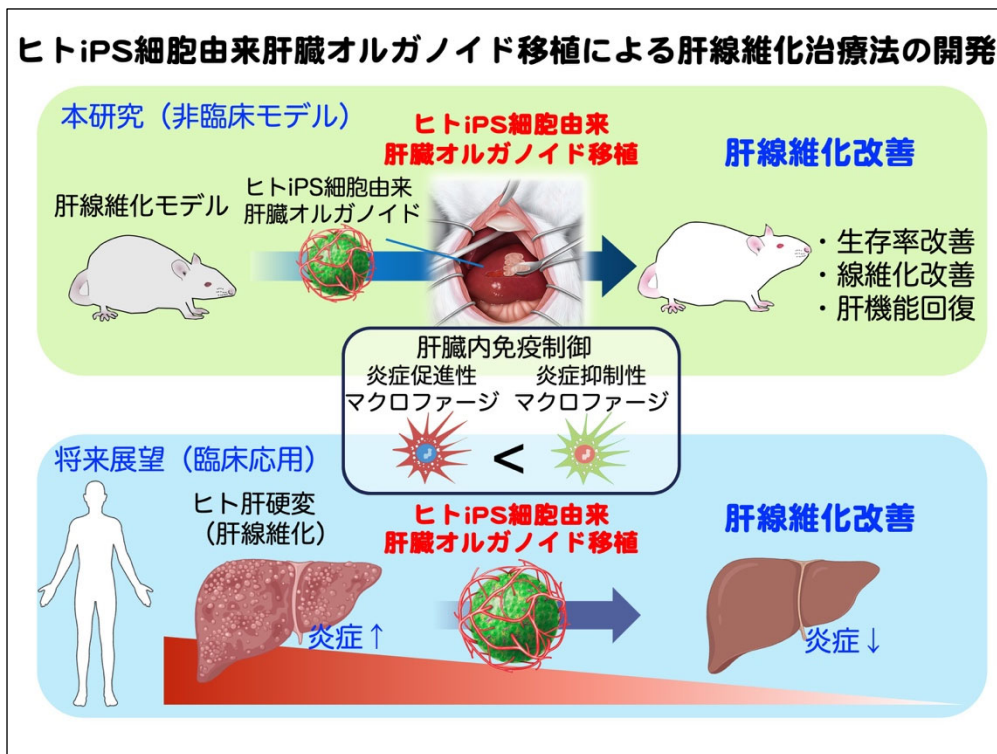 ヒトiPS細胞由来肝臓オルガノイド移植による肝線維化治療法の開発
本研究（非臨床モデル）
ヒトiPS細胞由来
肝臓オルガノイド移植
肝線維化改善
肝線維化モデル
ヒトiPS細胞由来
肝臓オルガノイド
・生存率改善
・線維化改善
・肝機能回復
肝臓内免疫制御
炎症促進性
マクロファージ
炎症抑制性
マクロファージ
<
将来展望（臨床応用）
ヒト肝硬変
（肝線維化）
ヒトiPS細胞由来
肝臓オルガノイド移植
肝線維化改善
炎症↑
炎症↓